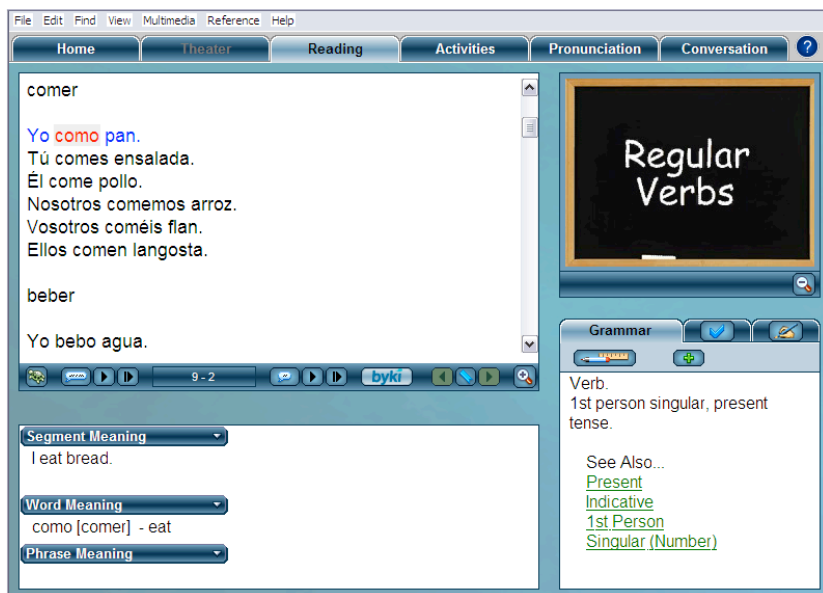 File Edit Find View Multimedia Reference Help
Home Theater Reading Activities Pronunciation Conversation ?
comer
Yo como pan.
Tú comes ensalada.
Él come pollo.
Nosotros comemos arroz.
Vosotros coméis flan.
Ellos comen langosta.
beber
Yo bebo agua.
9 - 2 byki
Regular
Verbs
Segment Meaning
I eat bread.
Word Meaning
como [comer] - eat
Phrase Meaning
Grammar
Verb.
1st person singular, present
tense.
See Also...
Present
Indicative
1st Person
Singular (Number)